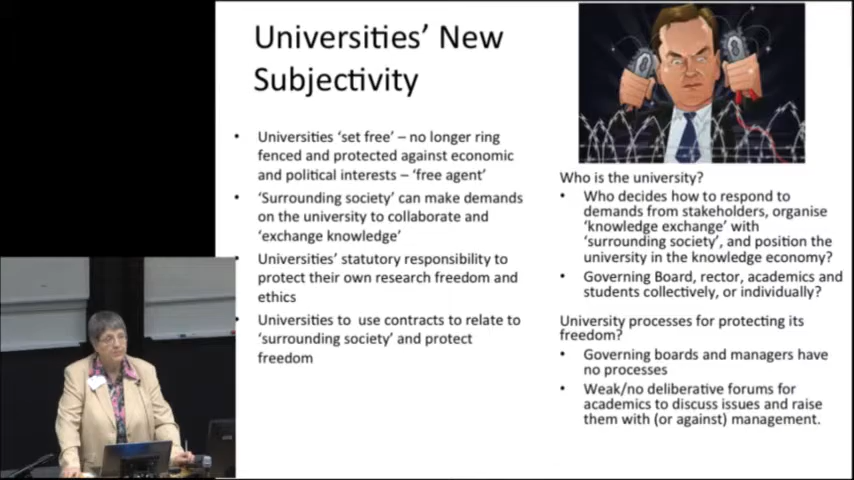 Universities' New
Subjectivity
• Universities 'set free' – no longer ring
fenced and protected against economic
and political interests – 'free agent'
• 'Surrounding society' can make demands
on the university to collaborate and
'exchange knowledge'
• Universities' statutory responsibility to
protect their own research freedom and
ethics
• Universities to use contracts to relate to
'surrounding society' and protect
freedom
Who is the university?
• Who decides how to respond to
demands from stakeholders, organise
'knowledge exchange' with
'surrounding society', and position the
university in the knowledge economy?
• Governing Board, rector, academics and
students collectively, or individually?
University processes for protecting its
freedom?
• Governing boards and managers have
no processes
• Weak/no deliberative forums for
academics to discuss issues and raise
them with (or against) management.